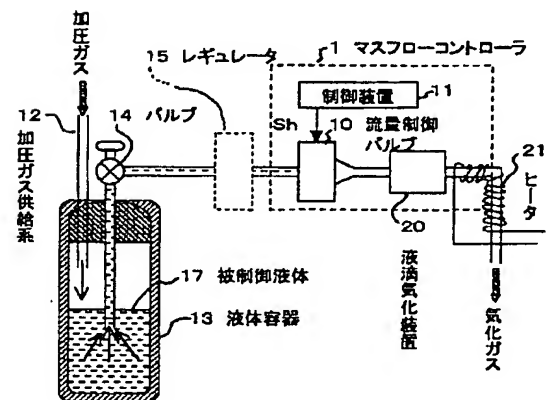 加圧ガス
12
加圧ガス供給系
14 バルブ
15 レギュレータ
1 マスフローコントローラ
制御装置
11
Sh
10 流量制御
バルブ
20
液滴気化装置
21
ヒータ
気化ガス
17 被制御液体
13 液体容器